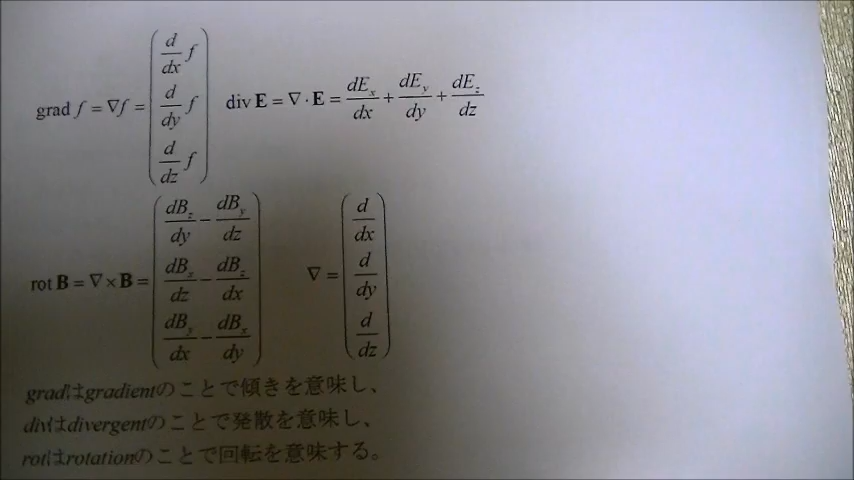 grad f = ∇f = ( d/dx f  d/dy f  d/dz f )  div E = ∇·E = dE_x/dx + dE_y/dy + dE_z/dz
rot B = ∇×B = ( dB_z/dy − dB_y/dz  dB_x/dz − dB_z/dx  dB_y/dx − dB_x/dy )  ∇ = ( d/dx  d/dy  d/dz )
gradはgradientのことで傾きを意味し、
divはdivergentのことで発散を意味し、
rotはrotationのことで回転を意味する。